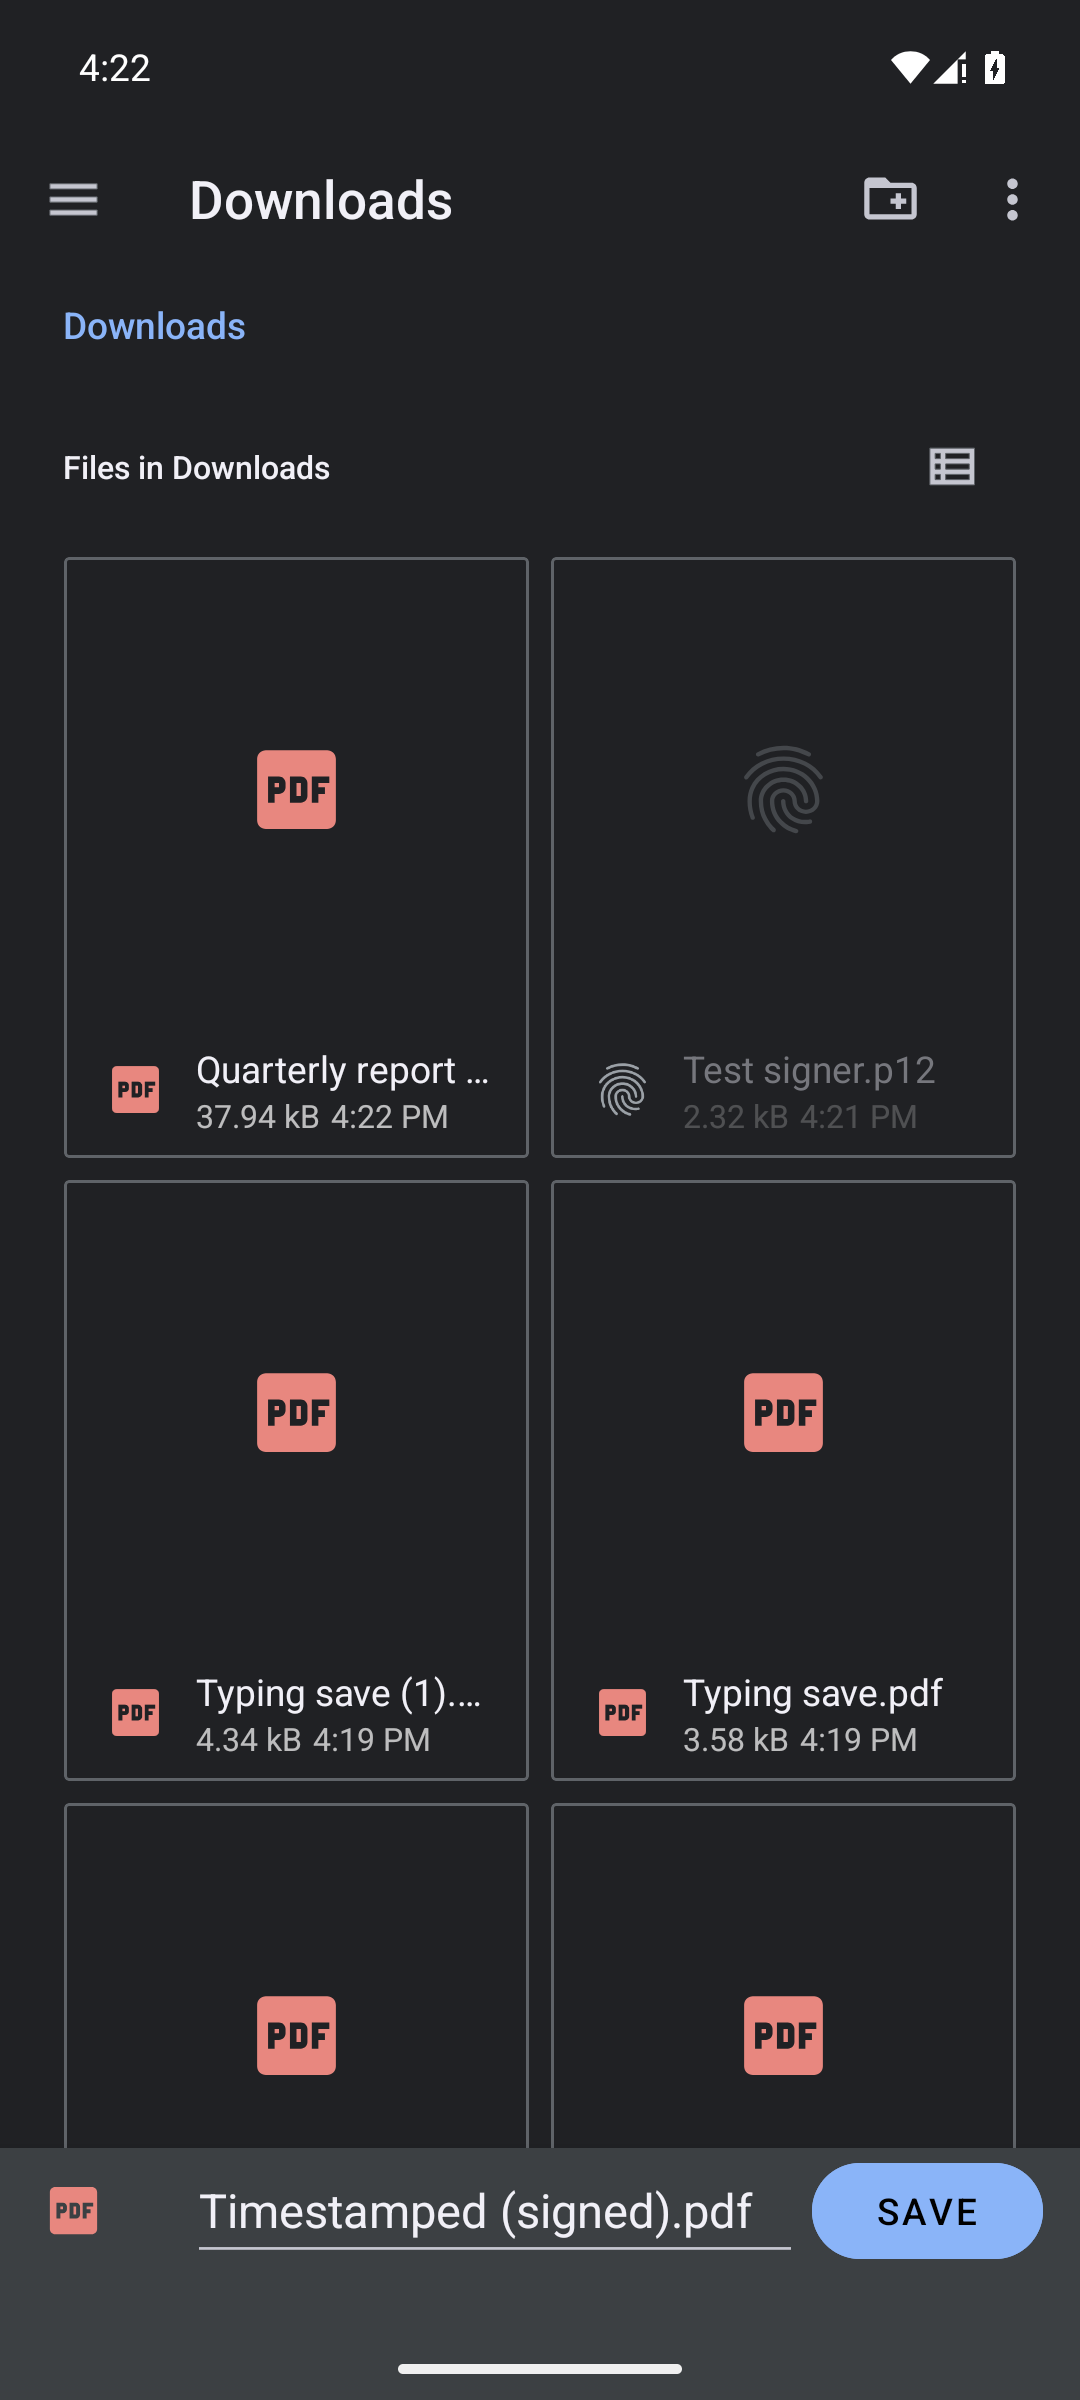 4:22
Downloads
Downloads
Files in Downloads
PDF
PDF
Quarterly report …
37.94 kB 4:22 PM
Test signer.p12
2.32 kB 4:21 PM
PDF
PDF
PDF
Typing save (1).…
4.34 kB 4:19 PM
PDF
Typing save.pdf
3.58 kB 4:19 PM
PDF
PDF
PDF
Timestamped (signed).pdf
SAVE